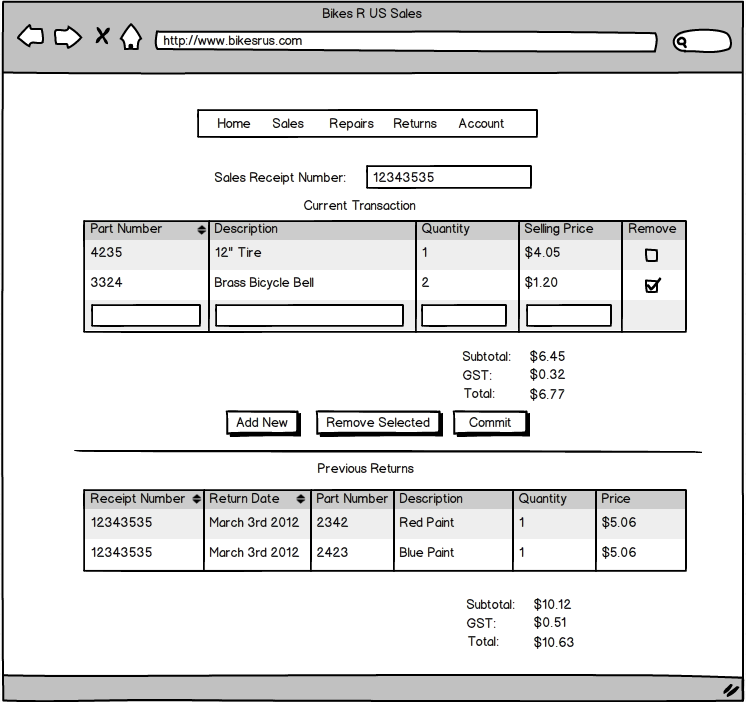 Bikes R US Sales
http://www.bikesrus.com
Home Sales Repairs Returns Account
Sales Receipt Number: 12343535
Current Transaction
Part Number Description Quantity Selling Price Remove
4235 12" Tire 1 $4.05
3324 Brass Bicycle Bell 2 $1.20
Subtotal: $6.45
GST: $0.32
Total: $6.77
Add New Remove Selected Commit
Previous Returns
Receipt Number Return Date Part Number Description Quantity Price
12343535 March 3rd 2012 2342 Red Paint 1 $5.06
12343535 March 3rd 2012 2423 Blue Paint 1 $5.06
Subtotal: $10.12
GST: $0.51
Total: $10.63